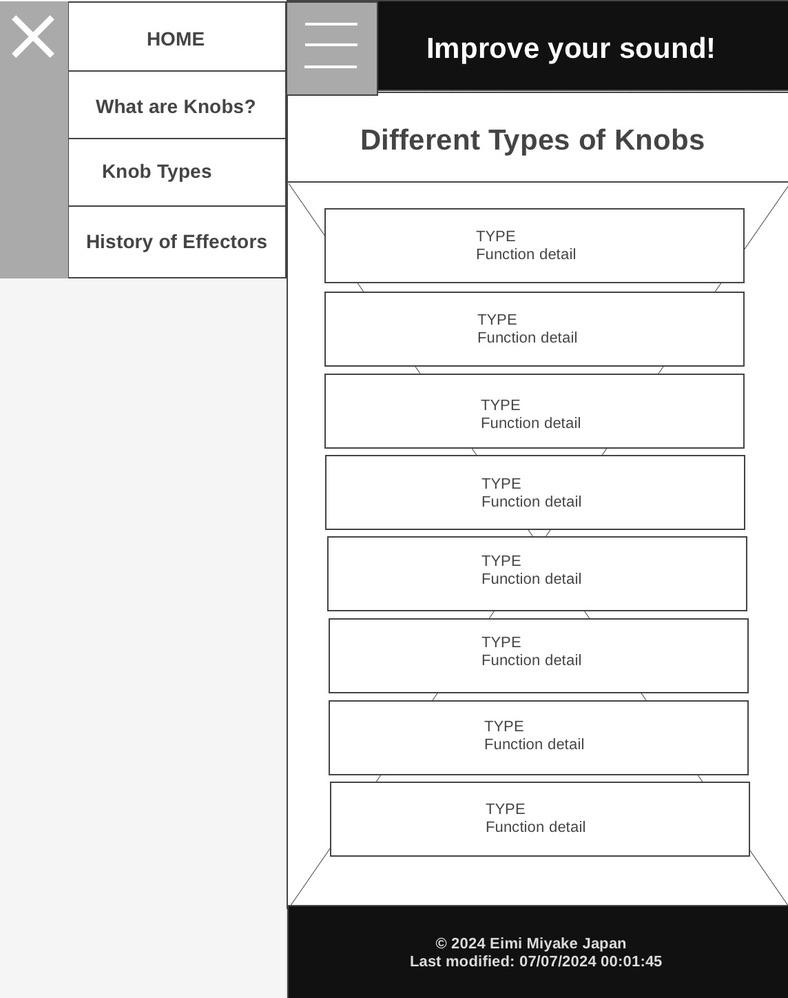 HOME
What are Knobs?
Knob Types
History of Effectors
Improve your sound!
Different Types of Knobs
TYPE
Function detail
TYPE
Function detail
TYPE
Function detail
TYPE
Function detail
TYPE
Function detail
TYPE
Function detail
TYPE
Function detail
TYPE
Function detail
© 2024 Eimi Miyake Japan
Last modified: 07/07/2024 00:01:45